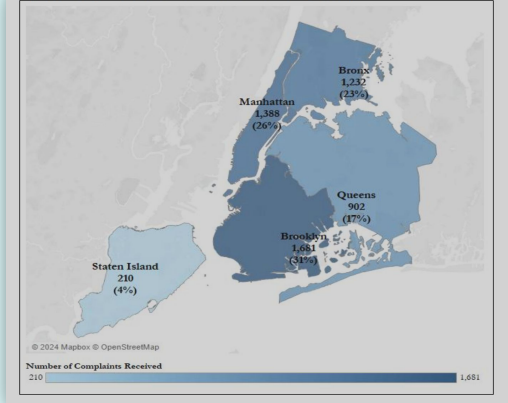 Bronx
1,232
(23%)
Manhattan
1,388
(26%)
Queens
902
(17%)
Brooklyn
1,681
(31%)
Staten Island
210
(4%)
© 2024 Mapbox © OpenStreetMap
Number of Complaints Received
210 1,681